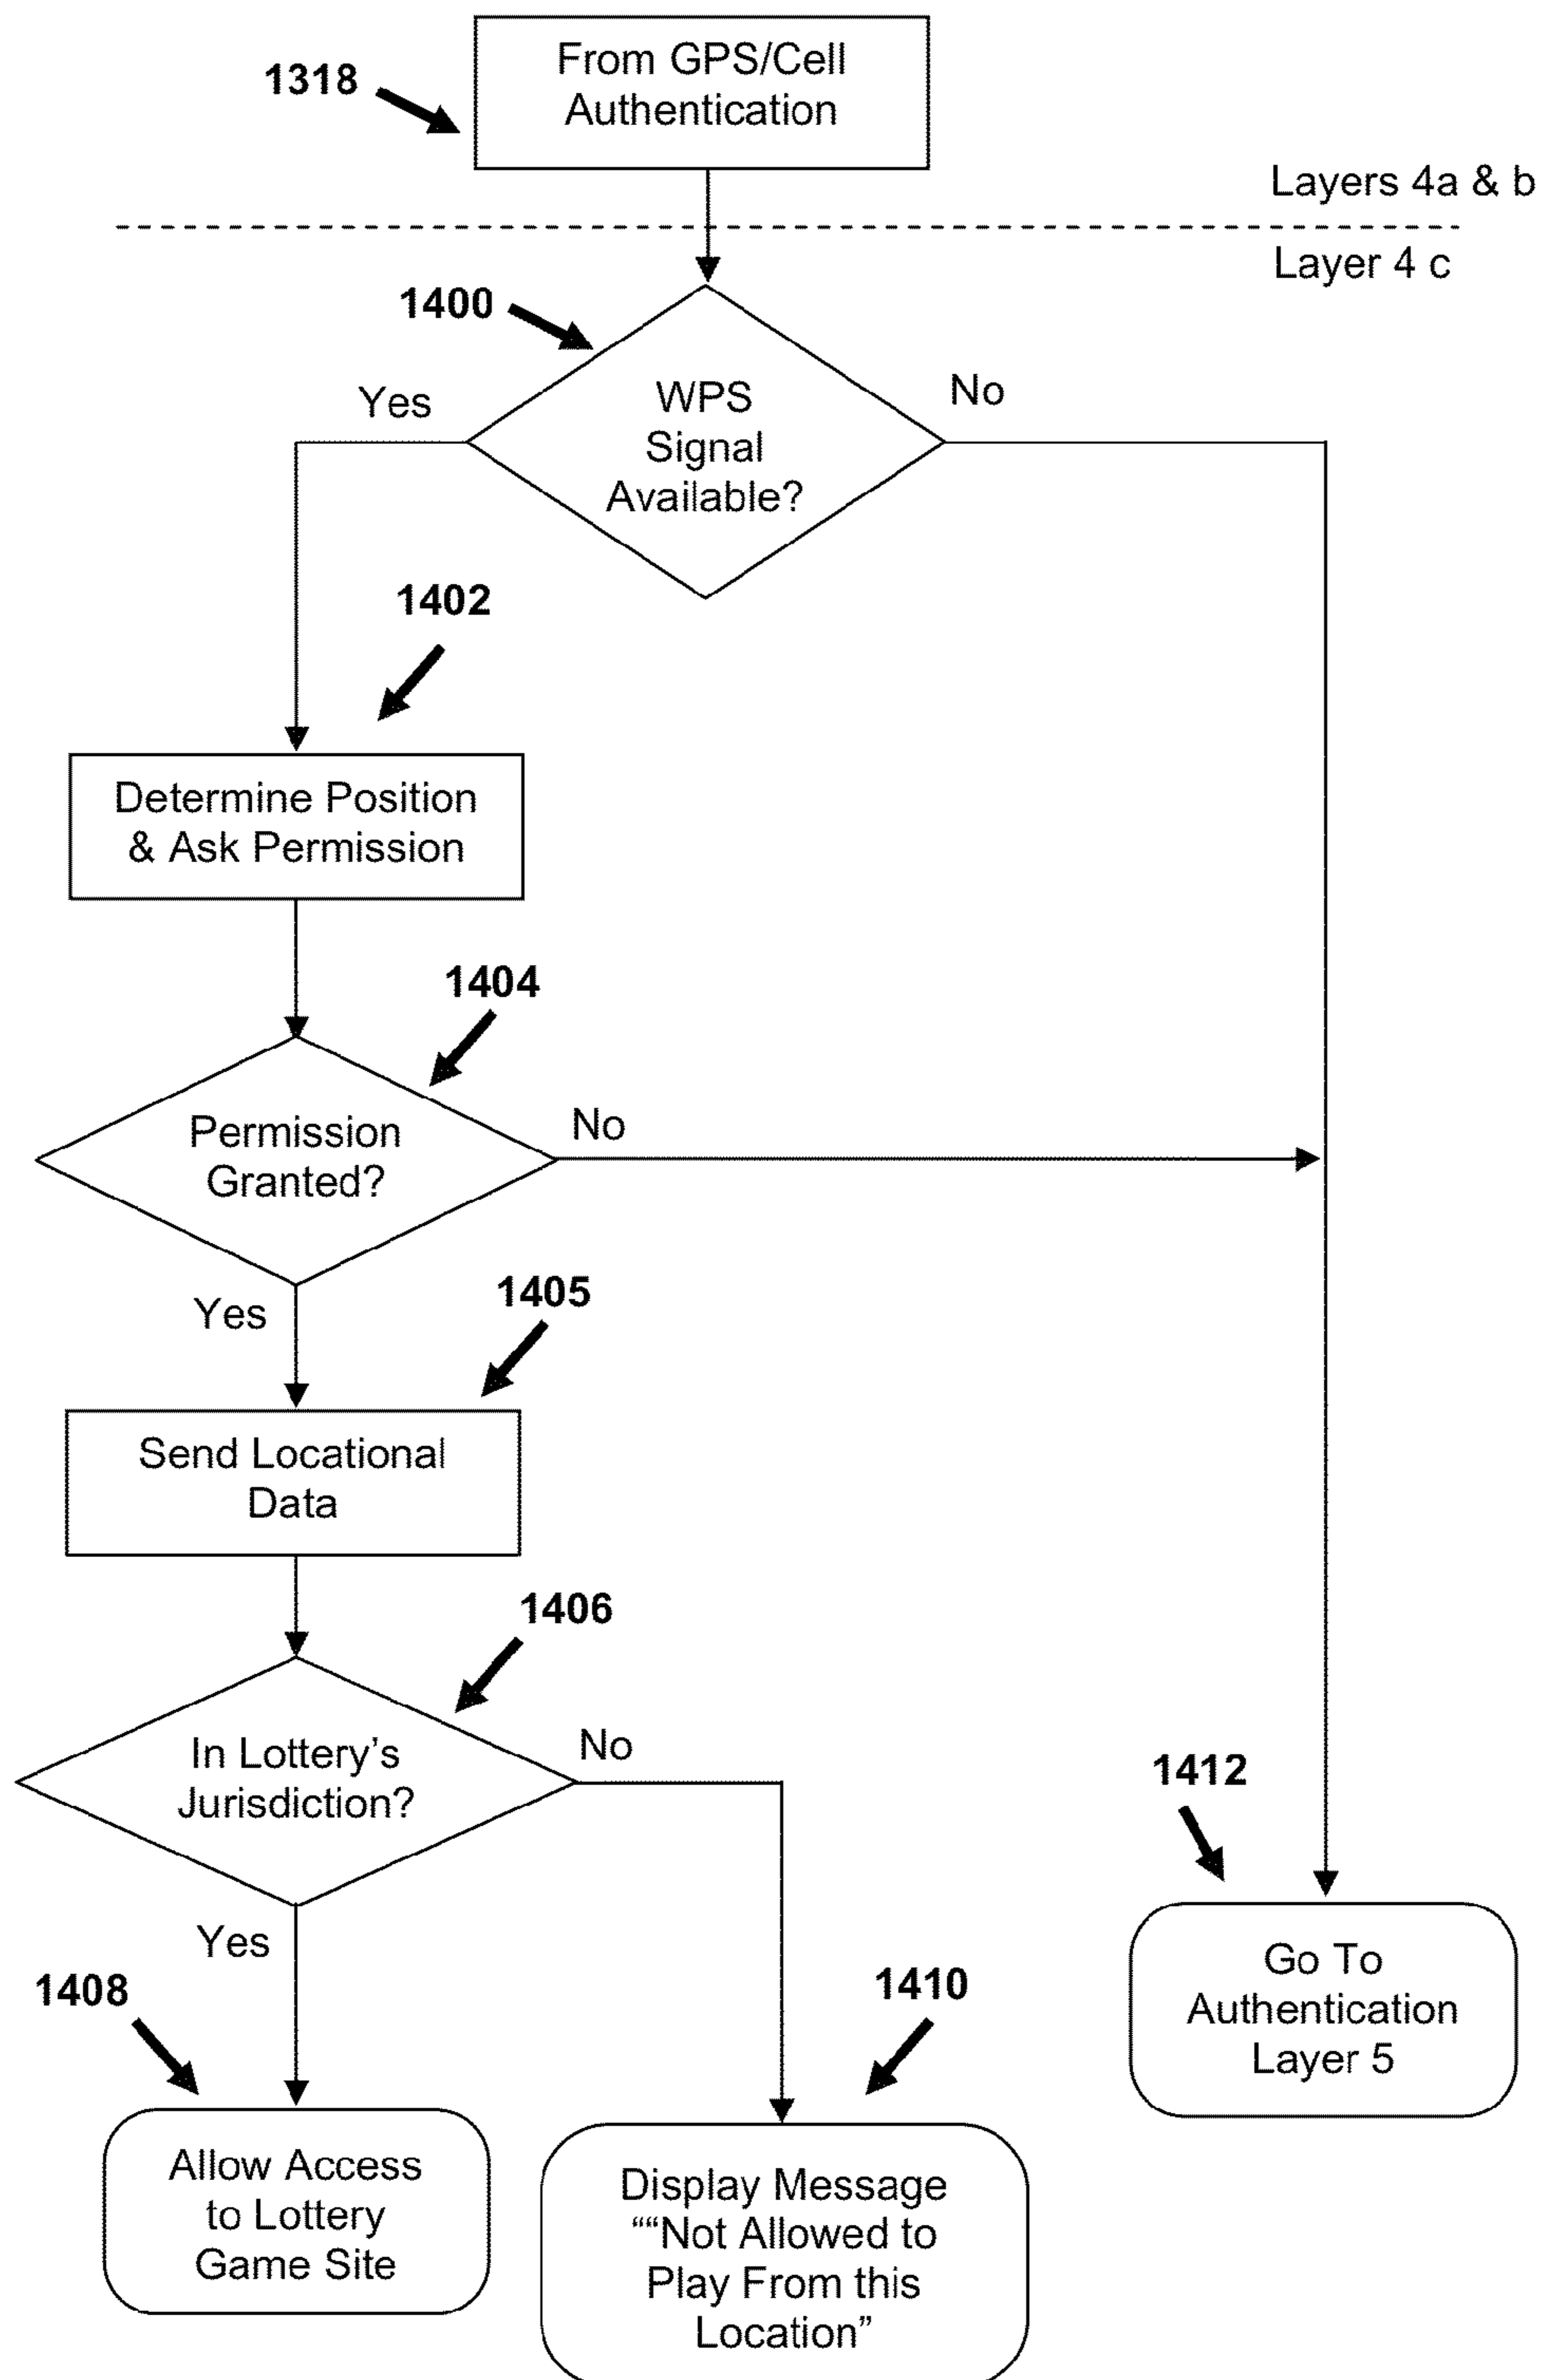 From GPS/Cell
Authentication
1318
Layers 4a & b
Layer 4 c
1400
Yes
WPS
Signal
Available?
No
1402
Determine Position
& Ask Permission
1404
Permission
Granted?
No
Yes
1405
Send Locational
Data
1406
In Lottery’s
Jurisdiction?
No
Yes
1412
Go To
Authentication
Layer 5
1408
1410
Allow Access
to Lottery
Game Site
Display Message
““Not Allowed to
Play From this
Location”